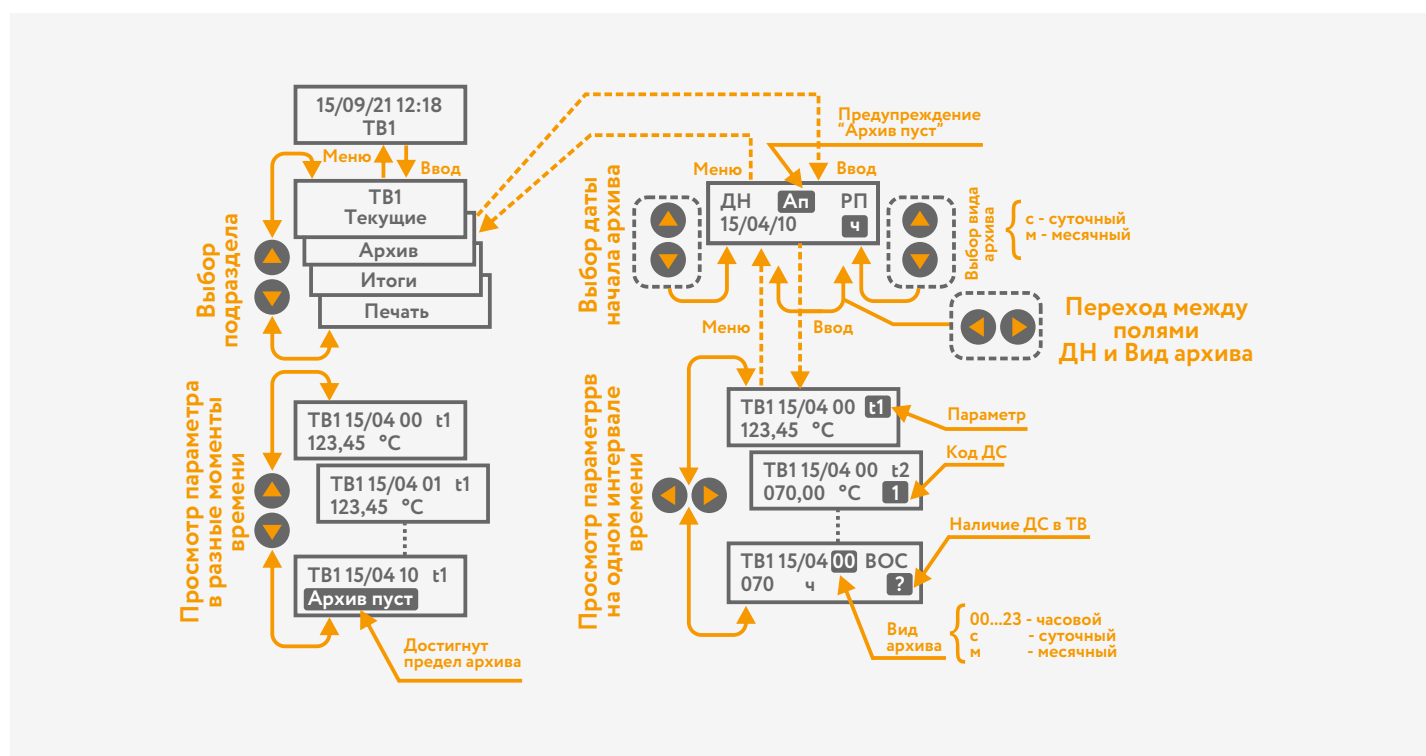 15/09/21 12:18
ТВ1
Меню
Ввод
ТВ1
Текущие
Архив
Итоги
Печать
Выбор
подраздела
Просмотр параметра
в разные моменты
времени
ТВ1 15/04 00 t1
123,45 °C
ТВ1 15/04 01 t1
123,45 °C
ТВ1 15/04 10 t1
Архив пуст
Достигнут
предел архива
Предупреждение
“Архив пуст”
Меню
Ввод
ДН Ап РП
15/04/10 ч
Выбор даты
начала архива
Выбор вида
архива
с - суточный
м - месячный
Переход между
полями
ДН и Вид архива
Меню
Ввод
Просмотр параметррв
на одном интервале
времени
ТВ1 15/04 00 t1
123,45 °C
Параметр
Код ДС
ТВ1 15/04 00 t2
070,00 °C 1
Наличие ДС в ТВ
ТВ1 15/04 00 ВОС
070 ч ?
Вид
архива
00...23 - часовой
с - суточный
м - месячный